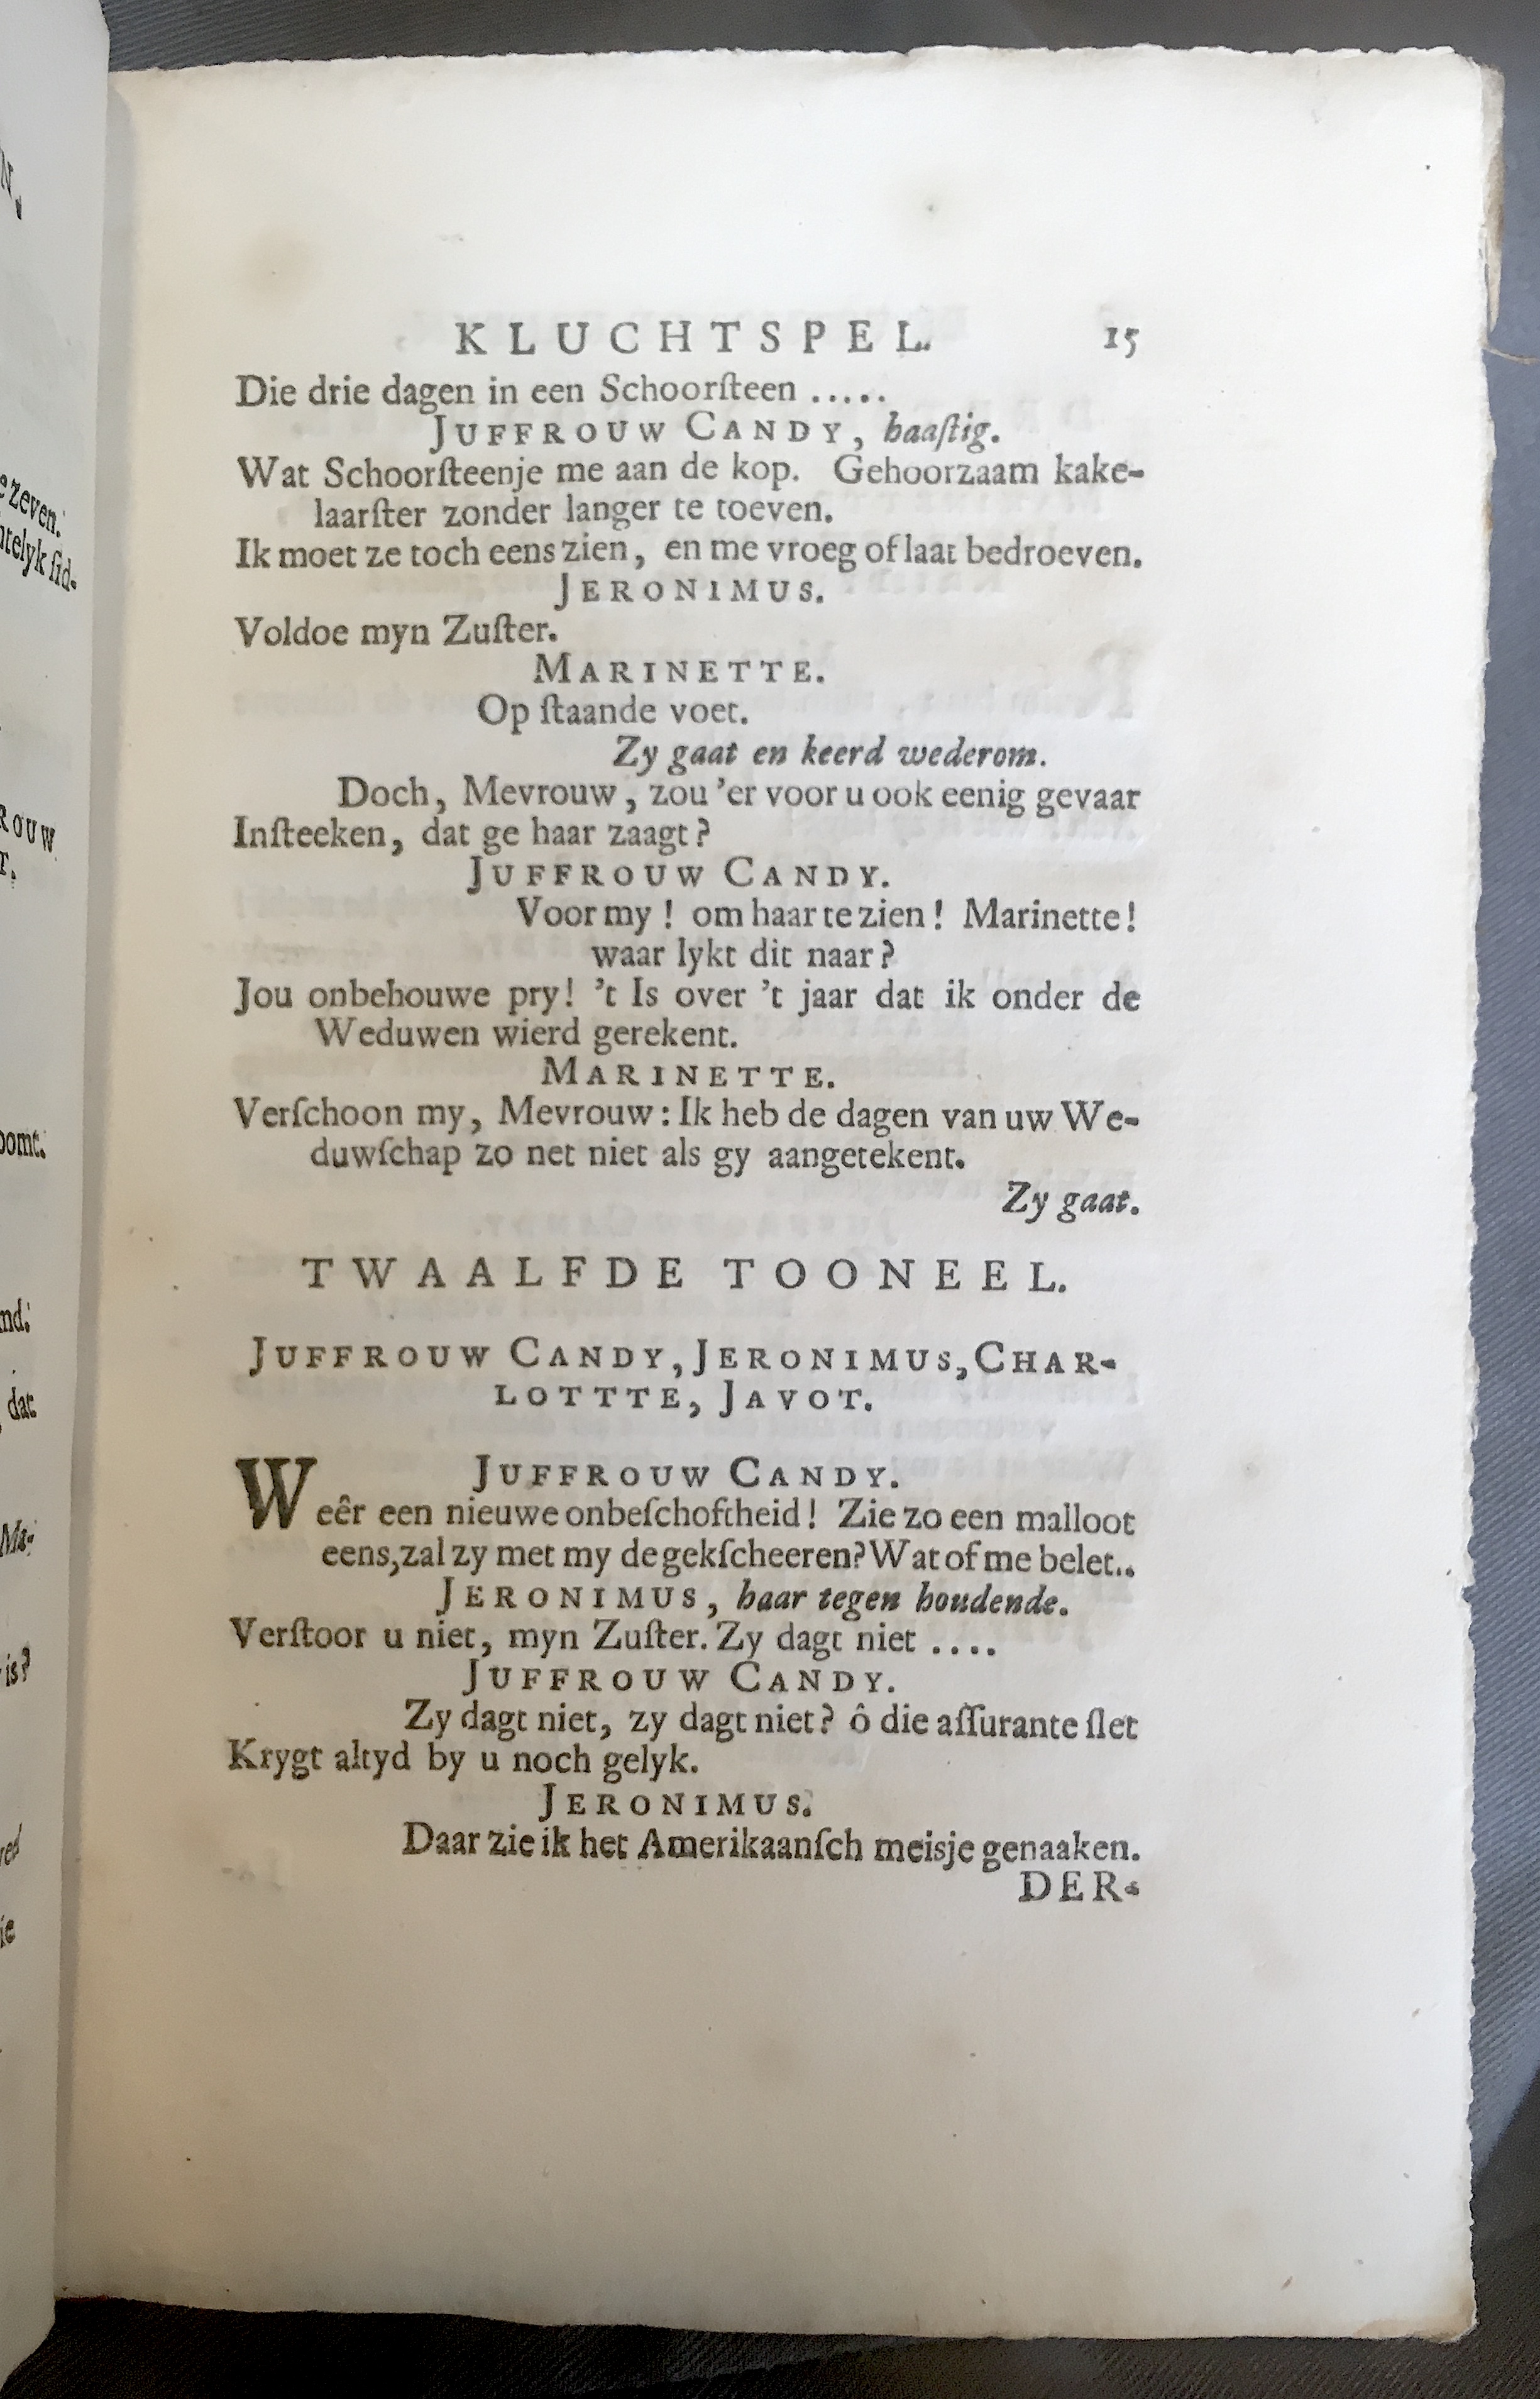 KLUCHTSPEL. 15
Die drie dagen in een Schoorſteen .....
JUFFROUW CANDY, haaſtig.
Wat Schoorſteenje me aan de kop. Gehoorzaam kake-
laarſter zonder langer te toeven.
Ik moet ze toch eens zien, en me vroeg of laat bedroeven.
JERONIMUS.
Voldoe myn Zuſter.
MARINETTE.
Op ſtaande voet.
Zy gaat en keerd wederom.
Doch, Mevrouw, zou 'er voor u ook eenig gevaar
Inſteeken, dat ge haar zaagt?
JUFFROUW CANDY.
Voor my! om haar te zien! Marinette!
waar lykt dit naar?
Jou onbehouwe pry! 't Is over 't jaar dat ik onder de
Weduwen wierd gerekent.
MARINETTE.
Verſchoon my, Mevrouw: Ik heb de dagen van uw We-
duwſchap zo net niet als gy aangetekent.
Zy gaat.
TWAALFDE TOONEEL.
JUFFROUW CANDY, JERONIMUS, CHAR-
LOTTTE, JAVOT.
JUFFROUW CANDY.
Weêr een nieuwe onbeſchoftheid! Zie zo een malloot
eens, zal zy met my de gekſcheeren? Wat of me belet..
JERONIMUS, haar tegen houdende.
Verſtoor u niet, myn Zuſter. Zy dagt niet ....
JUFFROUW CANDY.
Zy dagt niet, zy dagt niet? ô die aſſurante ſlet
Krygt altyd by u noch gelyk.
JERONIMUS.
Daar zie ik het Amerikaanſch meisje genaaken.
DER-